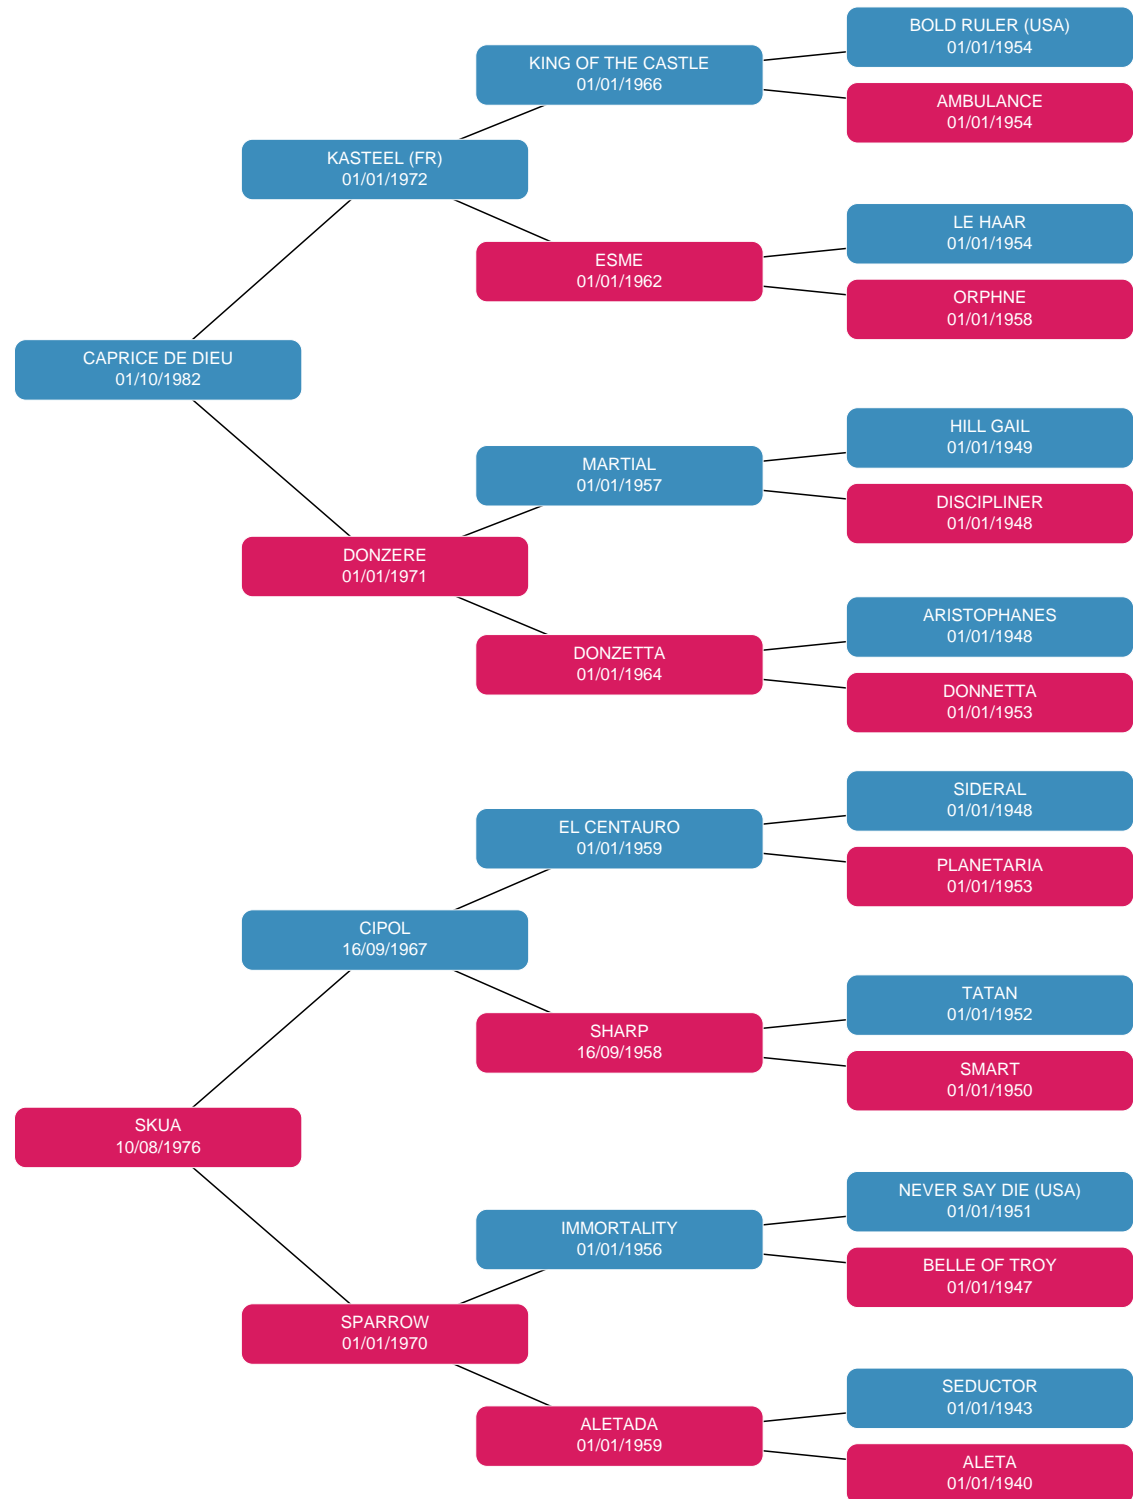 BOLD RULER (USA)
01/01/1954
KING OF THE CASTLE
01/01/1966
AMBULANCE
01/01/1954
KASTEEL (FR)
01/01/1972
LE HAAR
01/01/1954
ESME
01/01/1962
ORPHNE
01/01/1958
CAPRICE DE DIEU
01/10/1982
HILL GAIL
01/01/1949
MARTIAL
01/01/1957
DISCIPLINER
01/01/1948
DONZERE
01/01/1971
ARISTOPHANES
01/01/1948
DONZETTA
01/01/1964
DONNETTA
01/01/1953
SIDERAL
01/01/1948
EL CENTAURO
01/01/1959
PLANETARIA
01/01/1953
CIPOL
16/09/1967
TATAN
01/01/1952
SHARP
16/09/1958
SMART
01/01/1950
SKUA
10/08/1976
NEVER SAY DIE (USA)
01/01/1951
IMMORTALITY
01/01/1956
BELLE OF TROY
01/01/1947
SPARROW
01/01/1970
SEDUCTOR
01/01/1943
ALETADA
01/01/1959
ALETA
01/01/1940